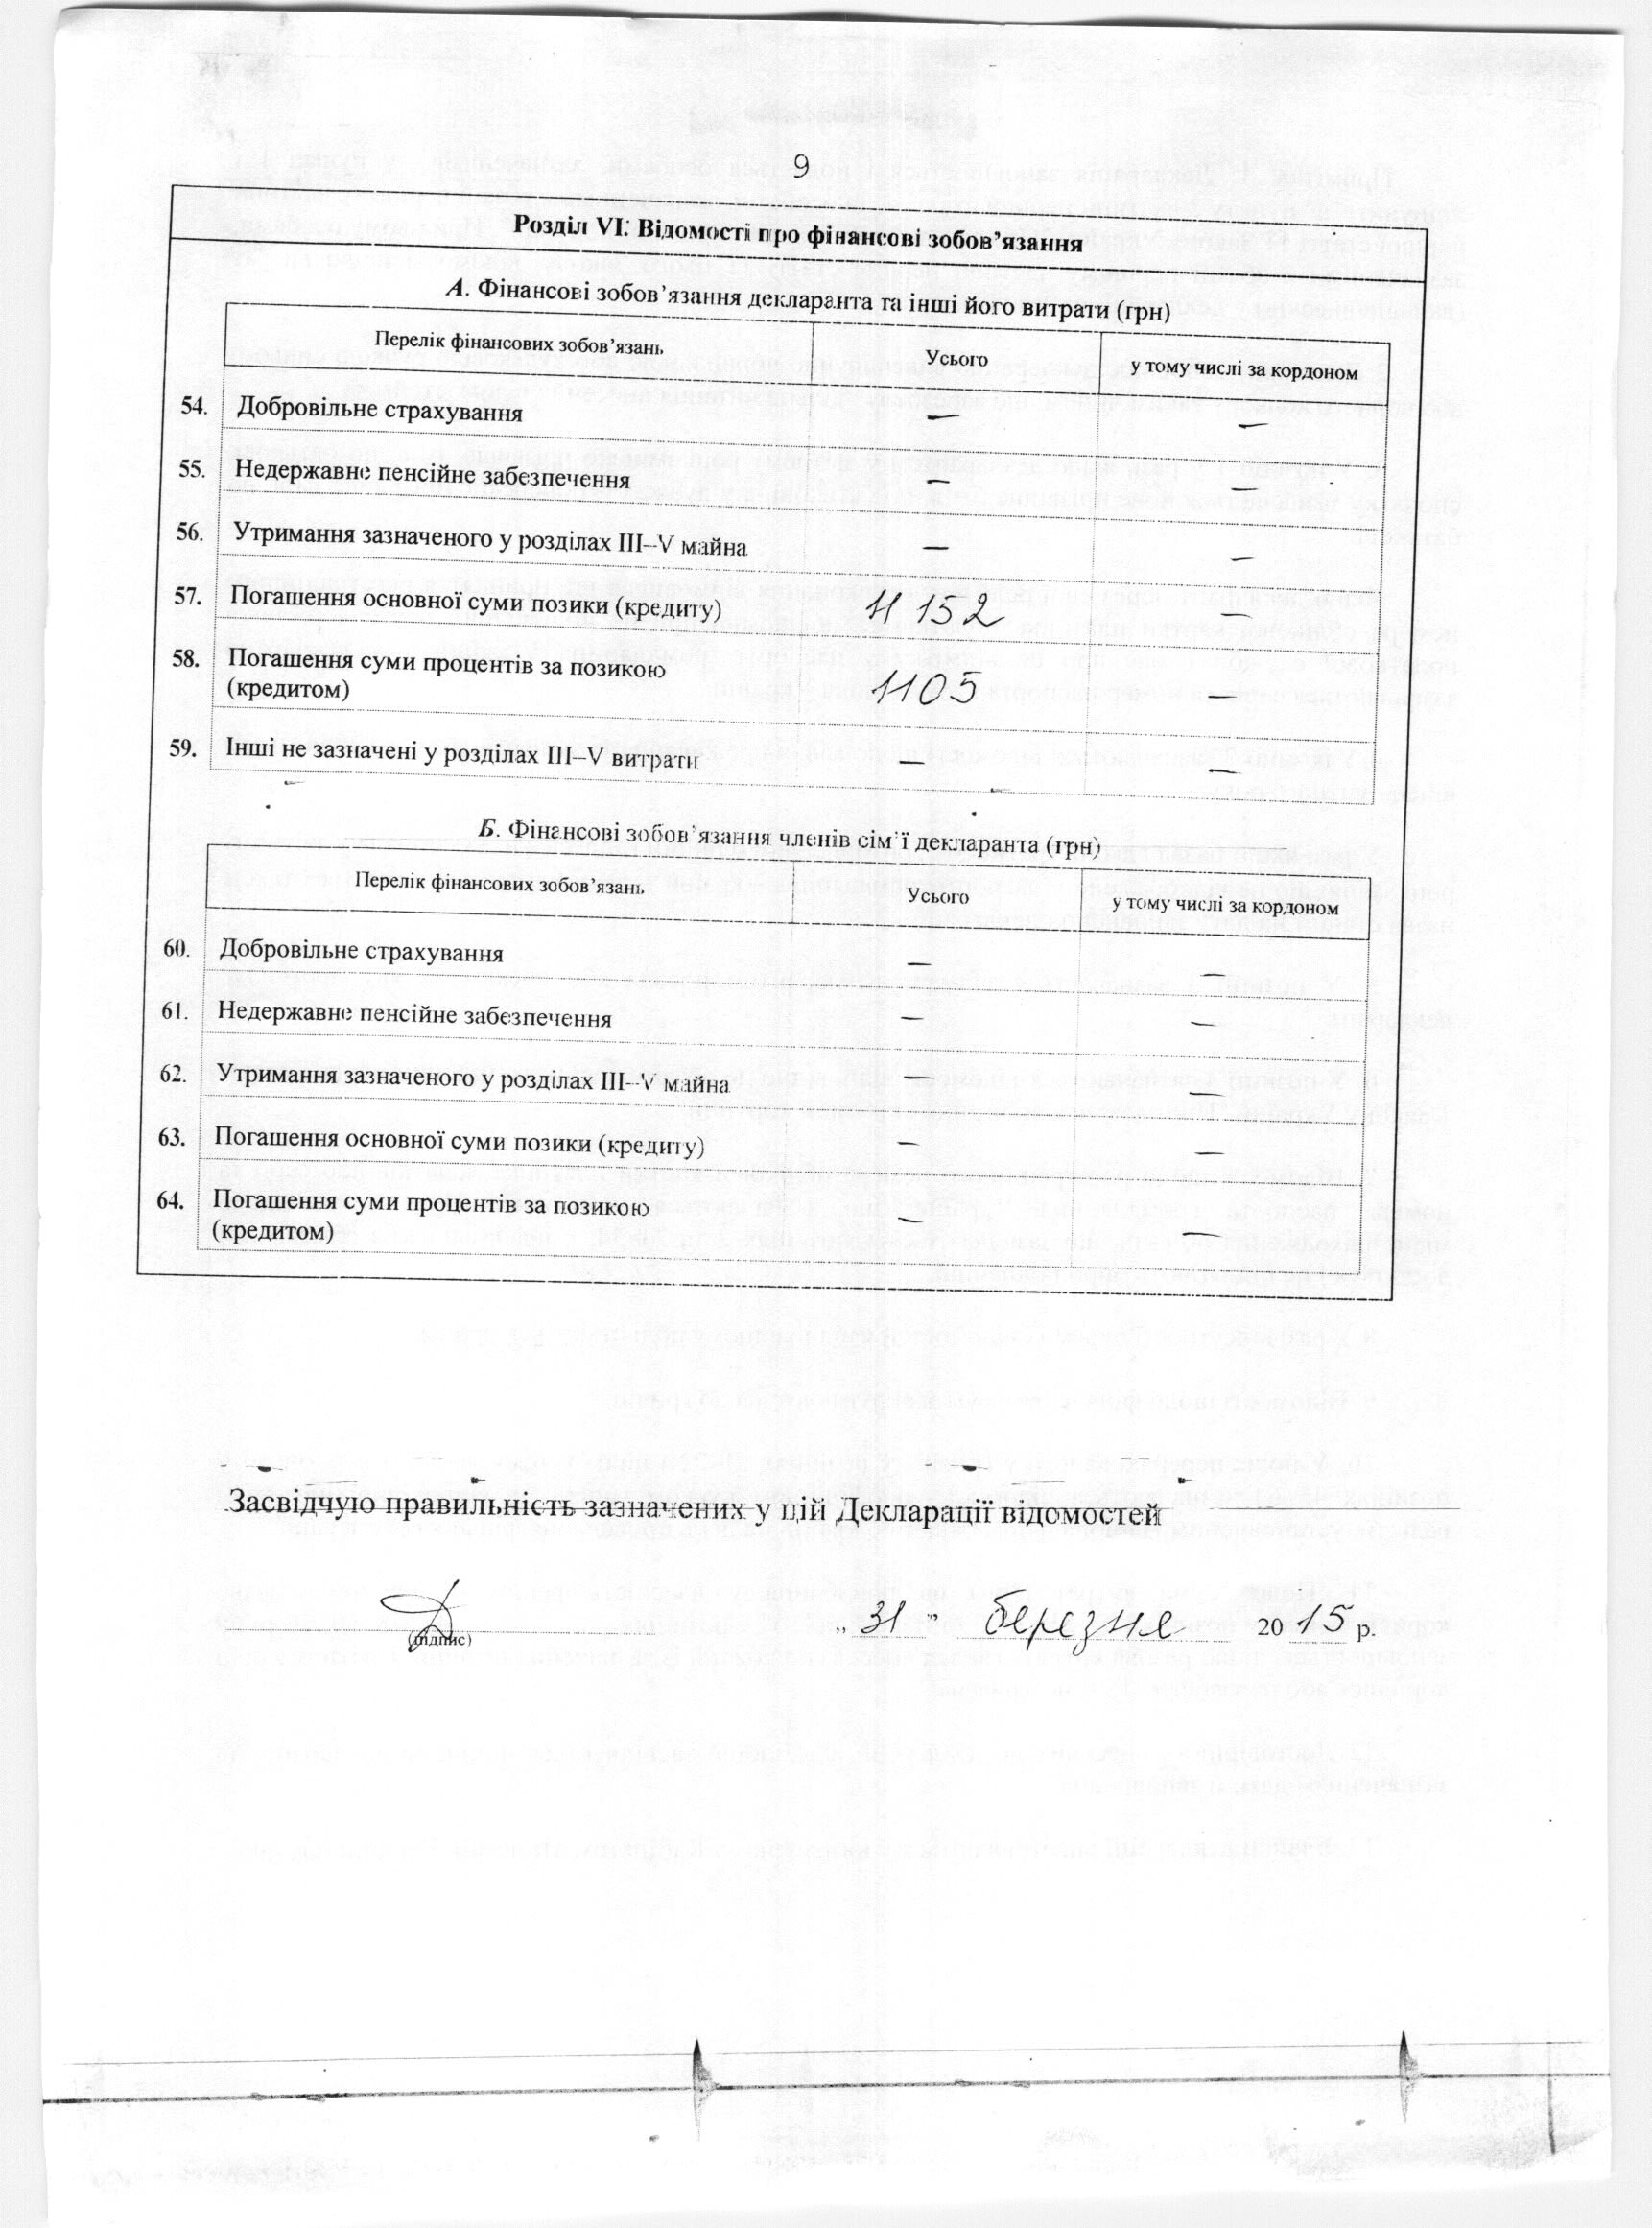 9
Розділ VI. Відомості про фінансові зобов’язання
А. Фінансові зобов’язання декларанта та інші його витрати (грн)
Перелік фінансових зобов’язань Усього у тому числі за кордоном
54. Добровільне страхування — —
55. Недержавне пенсійне забезпечення — —
56. Утримання зазначеного у розділах III–V майна — —
57. Погашення основної суми позики (кредиту) 11 152 —
58. Погашення суми процентів за позикою
(кредитом) 1105 —
59. Інші не зазначені у розділах III–V витрати — —
Б. Фінансові зобов’язання членів сім’ї декларанта (грн)
Перелік фінансових зобов’язань Усього у тому числі за кордоном
60. Добровільне страхування — —
61. Недержавне пенсійне забезпечення — —
62. Утримання зазначеного у розділах III–V майна — —
63. Погашення основної суми позики (кредиту) — —
64. Погашення суми процентів за позикою
(кредитом) — —
Засвідчую правильність зазначених у цій Декларації відомостей
„ 31 ” березня 20 15 р.
(підпис)